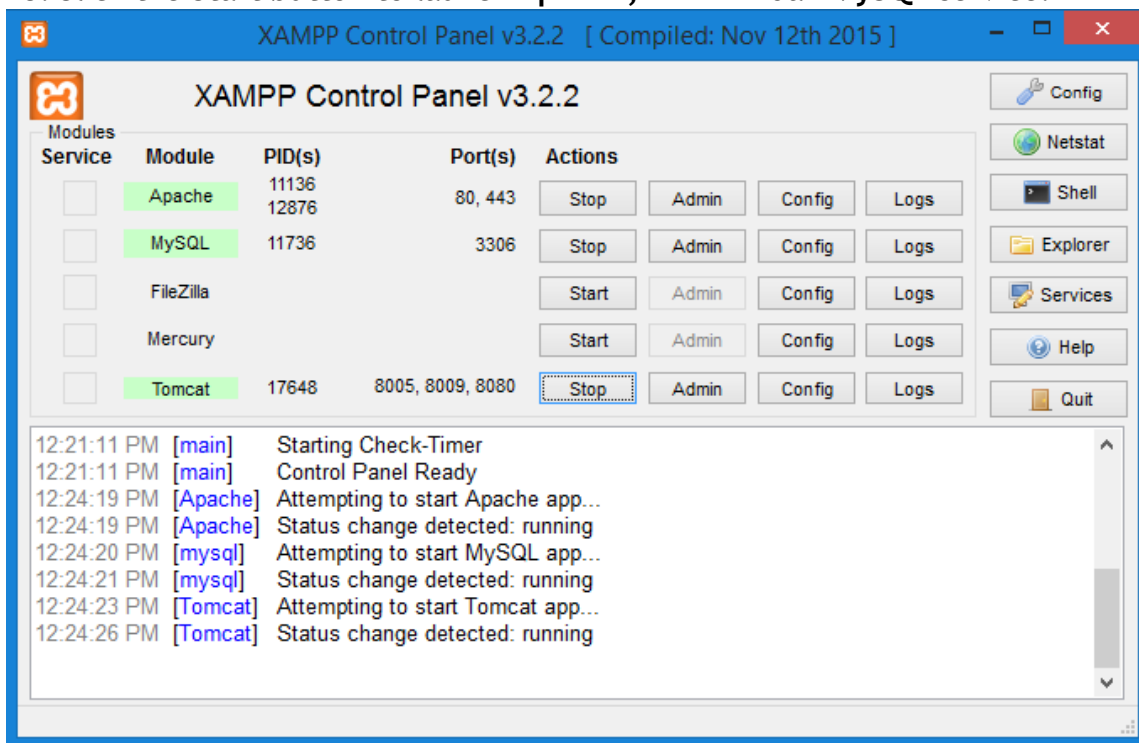 XAMPP Control Panel v3.2.2 [ Compiled: Nov 12th 2015 ]
XAMPP Control Panel v3.2.2
Config
Modules
Netstat
Service Module PID(s) Port(s) Actions
Apache 11136 12876 80, 443 Stop Admin Config Logs
Shell
MySQL 11736 3306 Stop Admin Config Logs
Explorer
FileZilla Start Admin Config Logs
Services
Mercury Start Admin Config Logs
Help
Tomcat 17648 8005, 8009, 8080 Stop Admin Config Logs
Quit
12:21:11 PM [main] Starting Check-Timer
12:21:11 PM [main] Control Panel Ready
12:24:19 PM [Apache] Attempting to start Apache app...
12:24:19 PM [Apache] Status change detected: running
12:24:20 PM [mysql] Attempting to start MySQL app...
12:24:21 PM [mysql] Status change detected: running
12:24:23 PM [Tomcat] Attempting to start Tomcat app...
12:24:26 PM [Tomcat] Status change detected: running